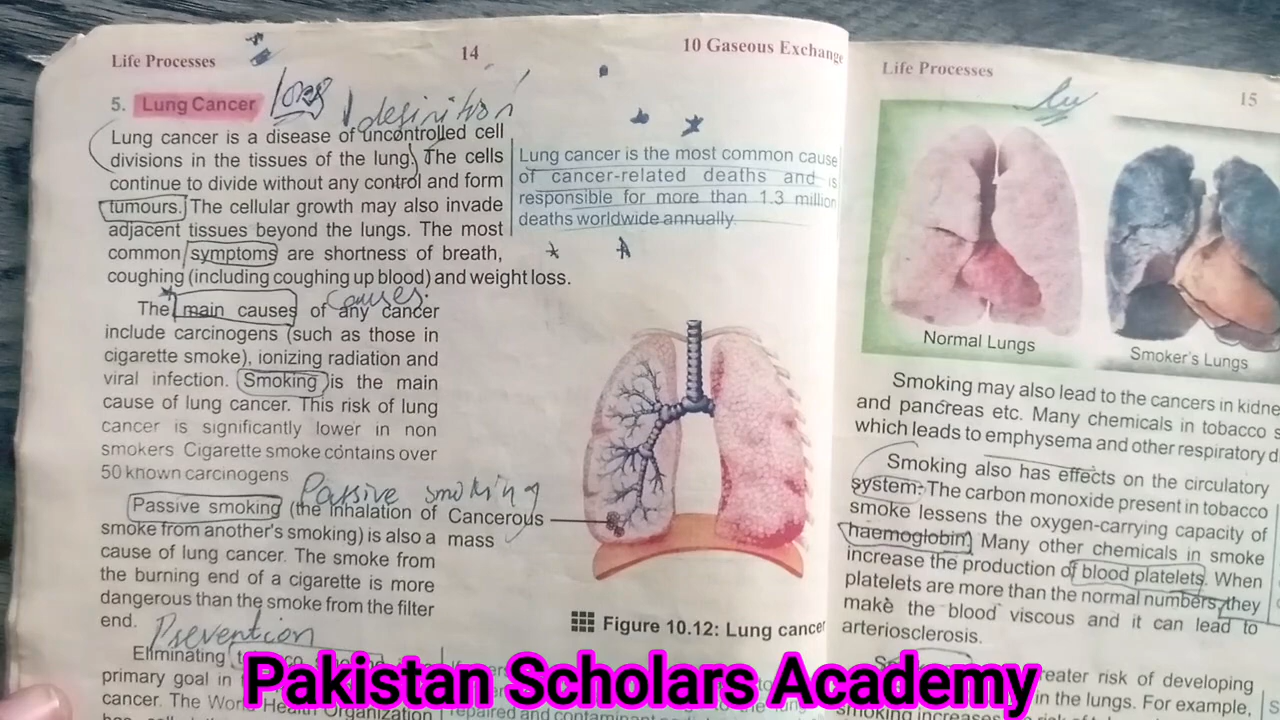 Life Processes
14
10 Gaseous Exchange
5. Lung Cancer
definition
Lung cancer is a disease of uncontrolled cell
divisions in the tissues of the lung. The cells
continue to divide without any control and form
tumours. The cellular growth may also invade
adjacent tissues beyond the lungs. The most
common symptoms are shortness of breath,
coughing (including coughing up blood) and weight loss.
Lung cancer is the most common cause
of cancer-related deaths and is
responsible for more than 1.3 million
deaths worldwide annually.
causes
The main causes of any cancer
include carcinogens (such as those in
cigarette smoke), ionizing radiation and
viral infection. Smoking is the main
cause of lung cancer. This risk of lung
cancer is significantly lower in non
smokers. Cigarette smoke contains over
50 known carcinogens
Passive smoking
Passive smoking (the inhalation of
smoke from another's smoking) is also a
cause of lung cancer. The smoke from
the burning end of a cigarette is more
dangerous than the smoke from the filter
end.
Prevention
Eliminating
primary goal in
cancer. The World Health Organization
Cancerous
mass
Figure 10.12: Lung cancer
repaired and
Life Processes
15
Normal Lungs
Smoker's Lungs
Smoking may also lead to the cancers in
and pancreas etc. Many chemicals in tobacco
which leads to emphysema and other respiratory
Smoking also has effects on the circulatory
system. The carbon monoxide present in tobacco
smoke lessens the oxygen-carrying capacity of
haemoglobin. Many other chemicals in smoke
increase the production of blood platelets. When
platelets are more than the normal numbers, they
make the blood viscous and it can lead to
arteriosclerosis.
risk of developing
in the lungs. For example,
smoking increases
Pakistan Scholars Academy